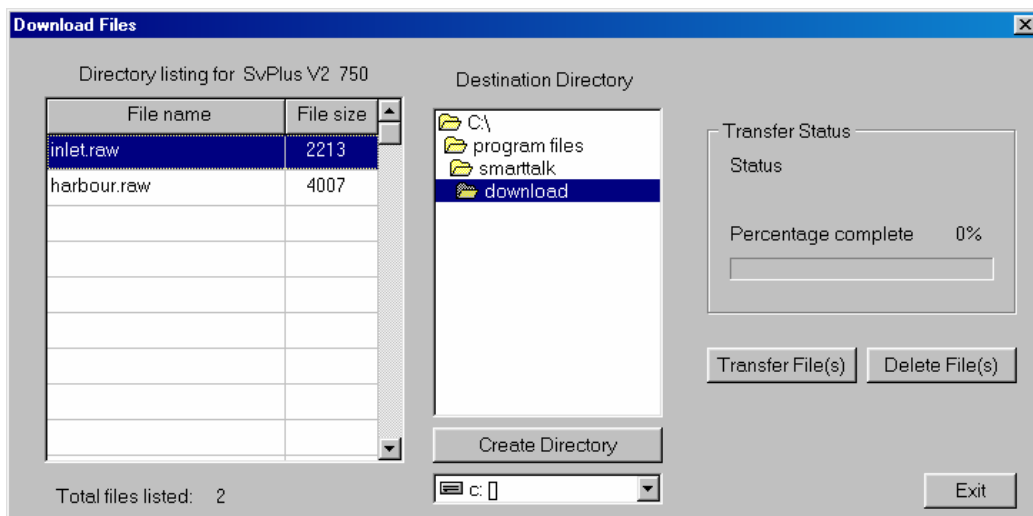 Download Files
Directory listing for SvPlus V2 750
File name File size
inlet.raw 2213
harbour.raw 4007
Total files listed: 2
Destination Directory
C:\
program files
smarttalk
download
Create Directory
c: []
Transfer Status
Status
Percentage complete 0%
Transfer File(s) Delete File(s)
Exit